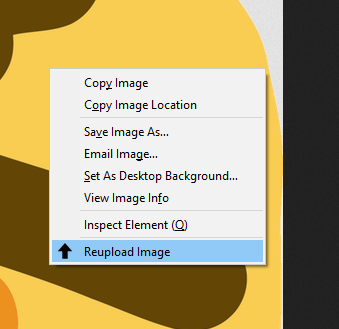 Copy Image
Copy Image Location
Save Image As...
Email Image...
Set As Desktop Background...
View Image Info
Inspect Element (Q)
Reupload Image